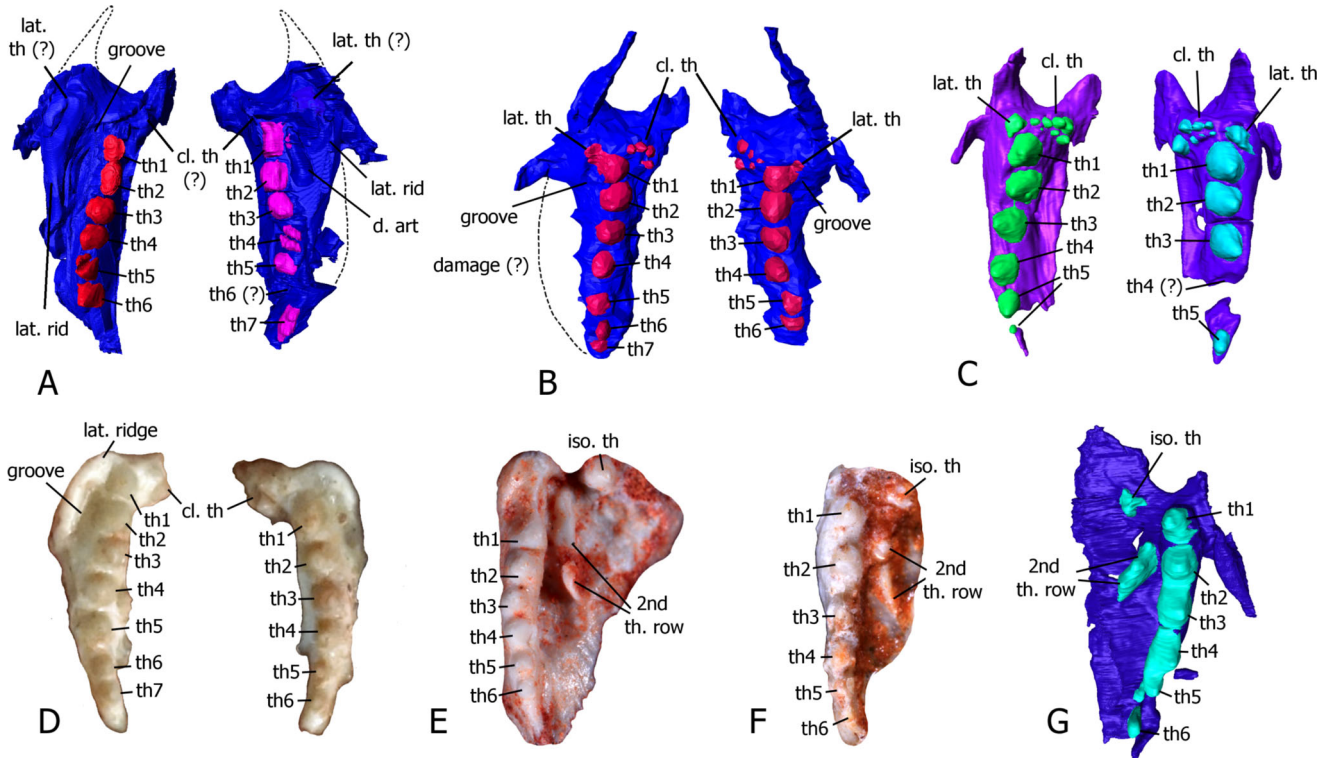 lat.
th (?)
groove
lat. th (?)
th1
th2
th3
th4
th5
th6
cl. th
(?)
th1
th2
th3
th4
th5
th6 (?)
th7
lat. rid
d. art
lat. rid
A
cl. th
lat. th
lat. th
th1
th2
th3
th4
th5
th6
th7
th1
th2
th3
th4
th5
th6
groove
groove
damage (?)
B
lat. th
cl. th
lat. th
th1
th2
th3
th4
th5
th1
th2
th3
th4 (?)
th5
C
lat. ridge
groove
cl. th
th1
th2
th3
th4
th5
th6
th7
th1
th2
th3
th4
th5
th6
D
iso. th
th1
th2
th3
th4
th5
th6
2nd
th. row
E
iso. th
th1
th2
th3
th4
th5
th6
2nd
th. row
F
iso. th
th1
2nd
th. row
th2
th3
th4
th5
th6
G